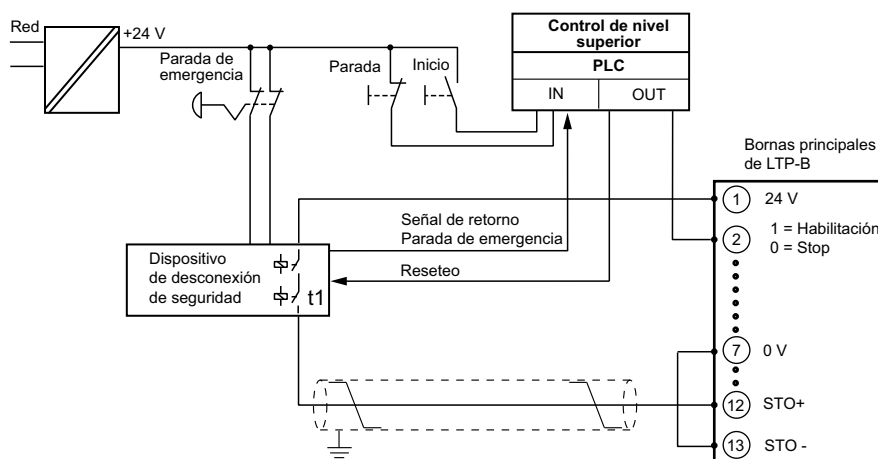 Red
+24 V
Parada de
emergencia
Parada
Inicio
Control de nivel
superior
PLC
IN
OUT
Bornas principales
de LTP-B
1
24 V
2
1 = Habilitación
0 = Stop
Señal de retorno
Parada de emergencia
Reseteo
Dispositivo
de desconexión
de seguridad
t1
7
0 V
12
STO+
13
STO -